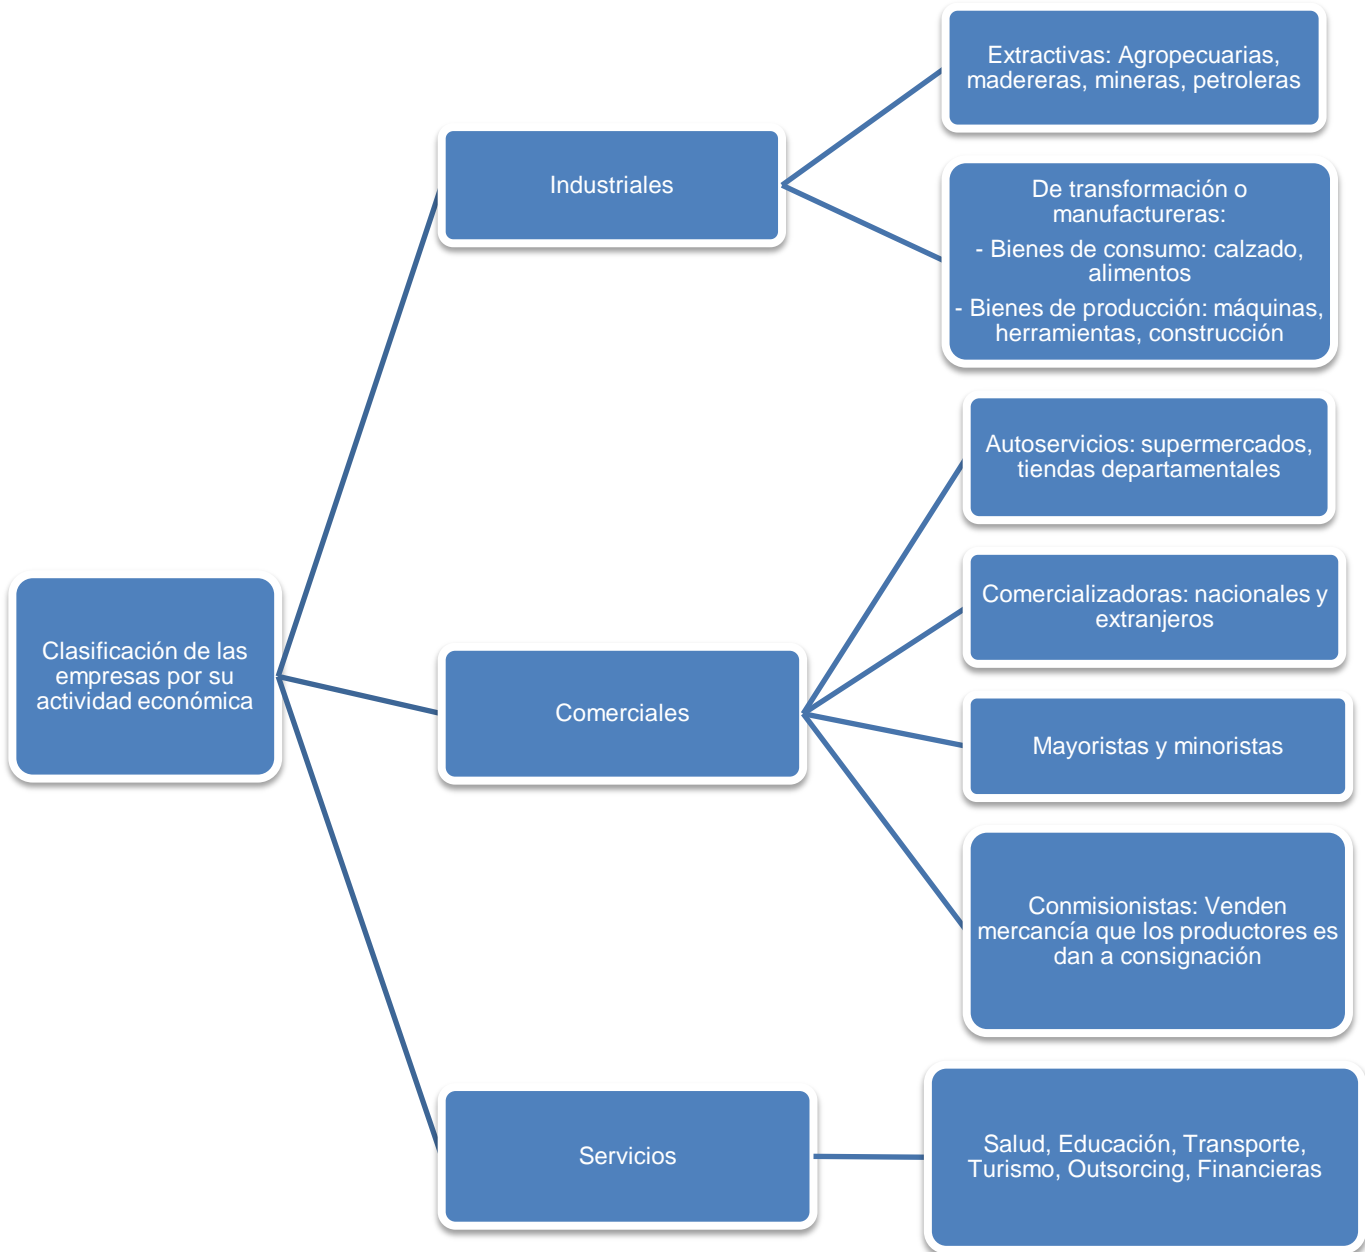 Clasificación de las
empresas por su
actividad económica
Industriales
Extractivas: Agropecuarias,
madereras, mineras, petroleras
De transformación o
manufactureras:
- Bienes de consumo: calzado,
alimentos
- Bienes de producción: máquinas,
herramientas, construcción
Comerciales
Autoservicios: supermercados,
tiendas departamentales
Comercializadoras: nacionales y
extranjeros
Mayoristas y minoristas
Conmisionistas: Venden
mercancía que los productores es
dan a consignación
Servicios
Salud, Educación, Transporte,
Turismo, Outsorcing, Financieras